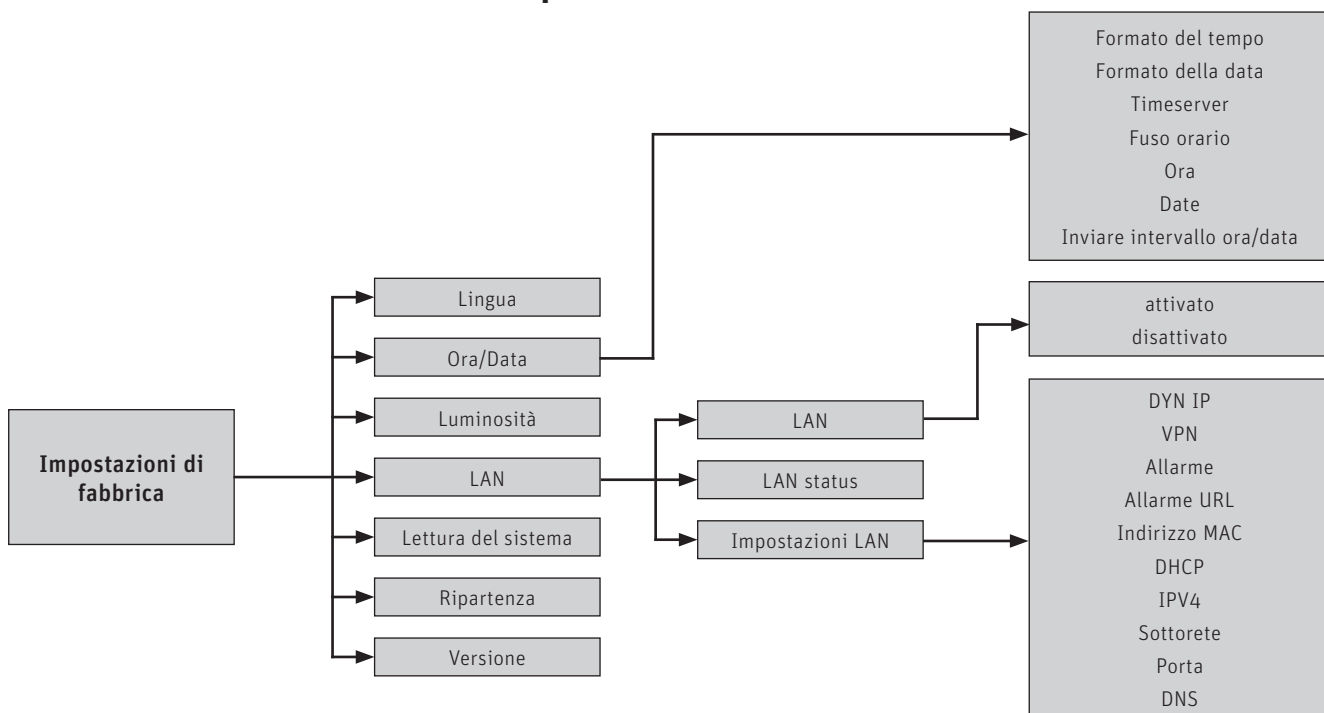 Impostazioni di
fabbrica
Lingua
Ora/Data
Luminosità
LAN
Lettura del sistema
Ripartenza
Versione
LAN
LAN status
Impostazioni LAN
Formato del tempo
Formato della data
Timeserver
Fuso orario
Ora
Date
Inviare intervallo ora/data
attivato
disattivato
DYN IP
VPN
Allarme
Allarme URL
Indirizzo MAC
DHCP
IPV4
Sottorete
Porta
DNS